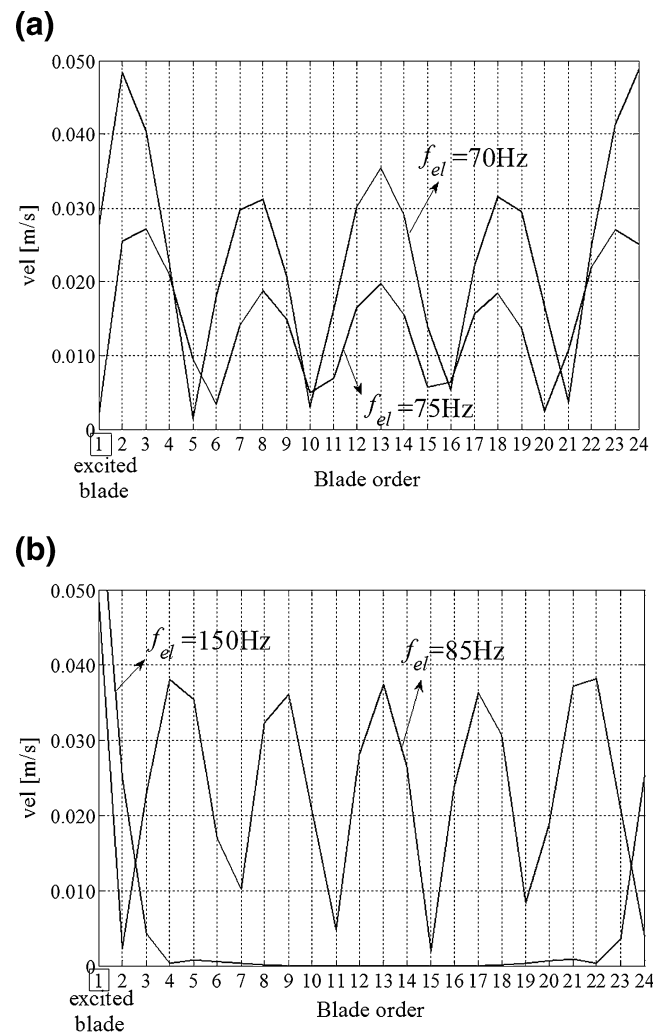 (a)
0.050
0.040
0.030
0.020
0.010
0
vel [m/s]
f_el =70Hz
f_el =75Hz
1 2 3 4 5 6 7 8 9 10 11 12 13 14 15 16 17 18 19 20 21 22 23 24
excited
blade
Blade order
(b)
0.050
0.040
0.030
0.020
0.010
0
vel [m/s]
f_el =150Hz
f_el =85Hz
1 2 3 4 5 6 7 8 9 10 11 12 13 14 15 16 17 18 19 20 21 22 23 24
excited
blade
Blade order